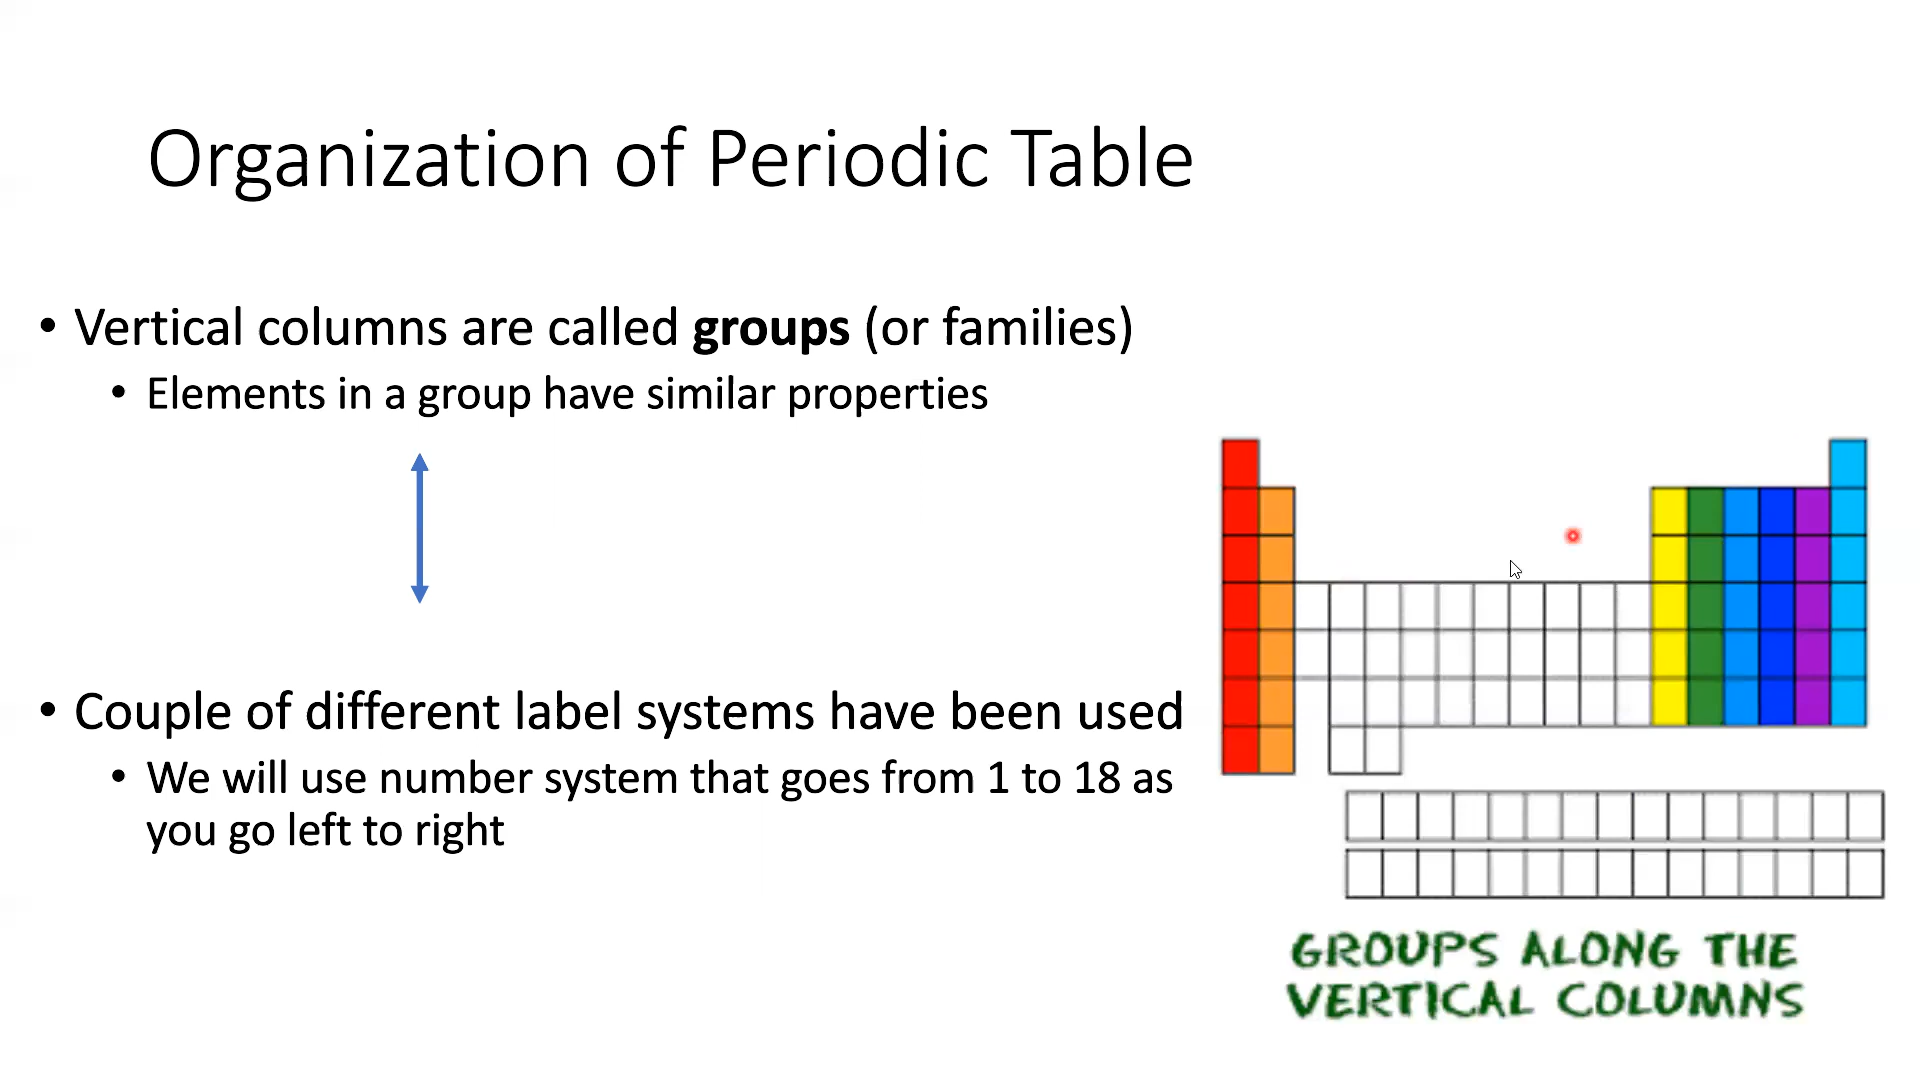 Organization of Periodic Table
• Vertical columns are called groups (or families)
• Elements in a group have similar properties
• Couple of different label systems have been used
• We will use number system that goes from 1 to 18 as
you go left to right
GROUPS ALONG THE
VERTICAL COLUMNS